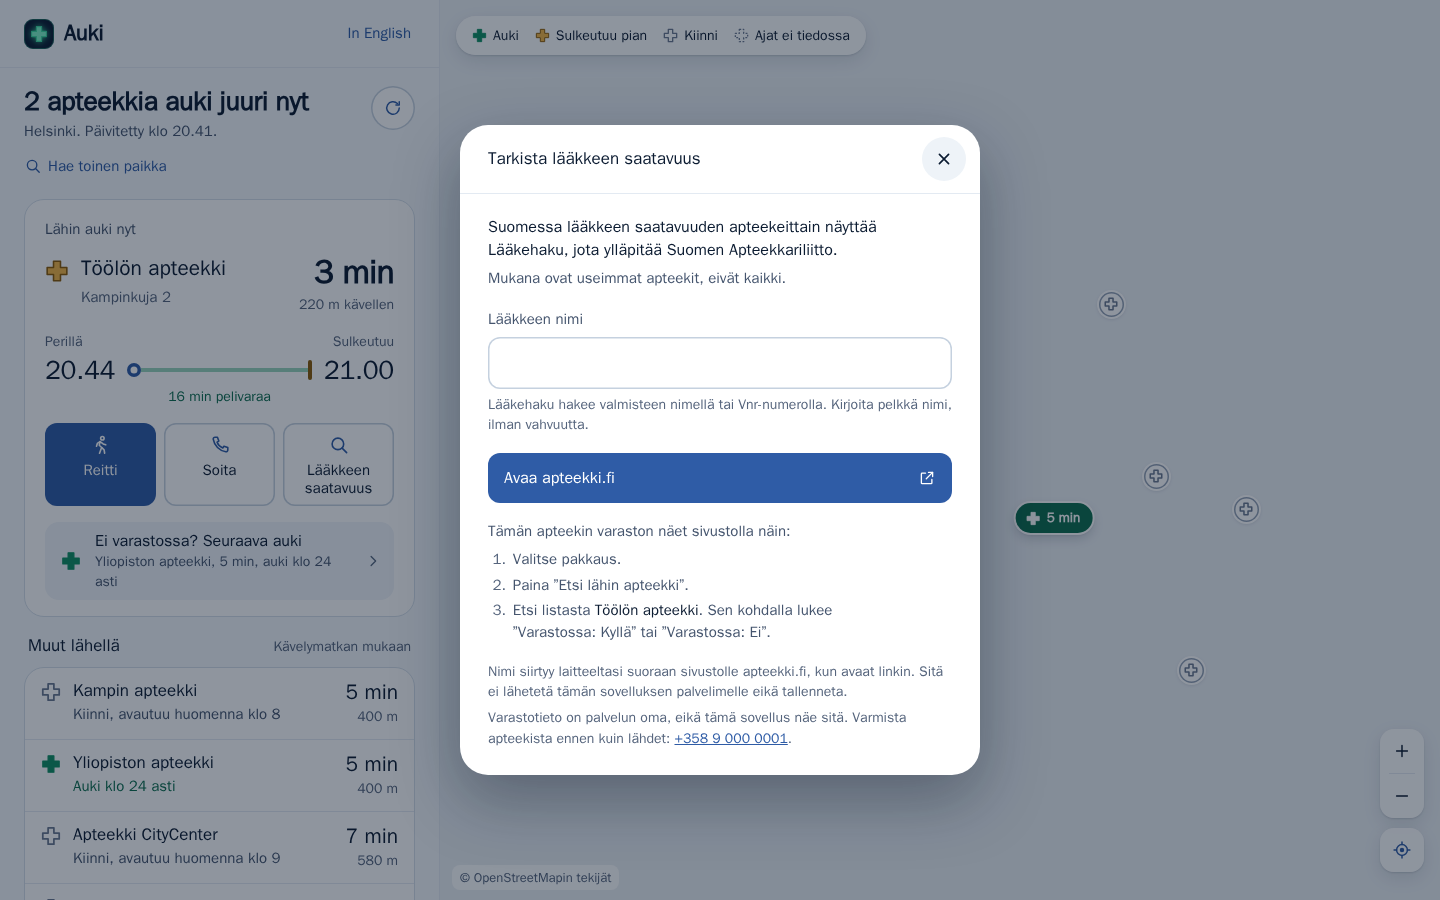 Auki
In English
2 apteekkia auki juuri nyt
Helsinki. Päivitetty klo 20.41.
Hae toinen paikka
Lähin auki nyt
Töölön apteekki
3 min
Kampinkuja 2
220 m kävellen
Perillä
Sulkeutuu
20.44
21.00
16 min pelivaraa
Reitti
Soita
Lääkkeen
saatavuus
Ei varastossa? Seuraava auki
Yliopiston apteekki, 5 min, auki klo 24
asti
Muut lähellä
Kävelymatkan mukaan
Kampin apteekki
5 min
Kiinni, avautuu huomenna klo 8
400 m
Yliopiston apteekki
5 min
Auki klo 24 asti
400 m
Apteekki CityCenter
7 min
Kiinni, avautuu huomenna klo 9
580 m
Auki
Sulkeutuu pian
Kiinni
Ajat ei tiedossa
Tarkista lääkkeen saatavuus
Suomessa lääkkeen saatavuuden apteekeittain näyttää
Lääkehaku, jota ylläpitää Suomen Apteekkariliitto.
Mukana ovat useimmat apteekit, eivät kaikki.
Lääkkeen nimi
Lääkehaku hakee valmisteen nimellä tai Vnr-numerolla. Kirjoita pelkkä nimi,
ilman vahvuutta.
Avaa apteekki.fi
Tämän apteekin varaston näet sivustolla näin:
1. Valitse pakkaus.
2. Paina ”Etsi lähin apteekki”.
3. Etsi listasta Töölön apteekki. Sen kohdalla lukee
”Varastossa: Kyllä” tai ”Varastossa: Ei”.
Nimi siirtyy laitteeltasi suoraan sivustolle apteekki.fi, kun avaat linkin. Sitä
ei lähetetä tämän sovelluksen palvelimelle eikä tallenneta.
Varastotieto on palvelun oma, eikä tämä sovellus näe sitä. Varmista
apteekista ennen kuin lähdet: +358 9 000 0001.
5 min
© OpenStreetMapin tekijät